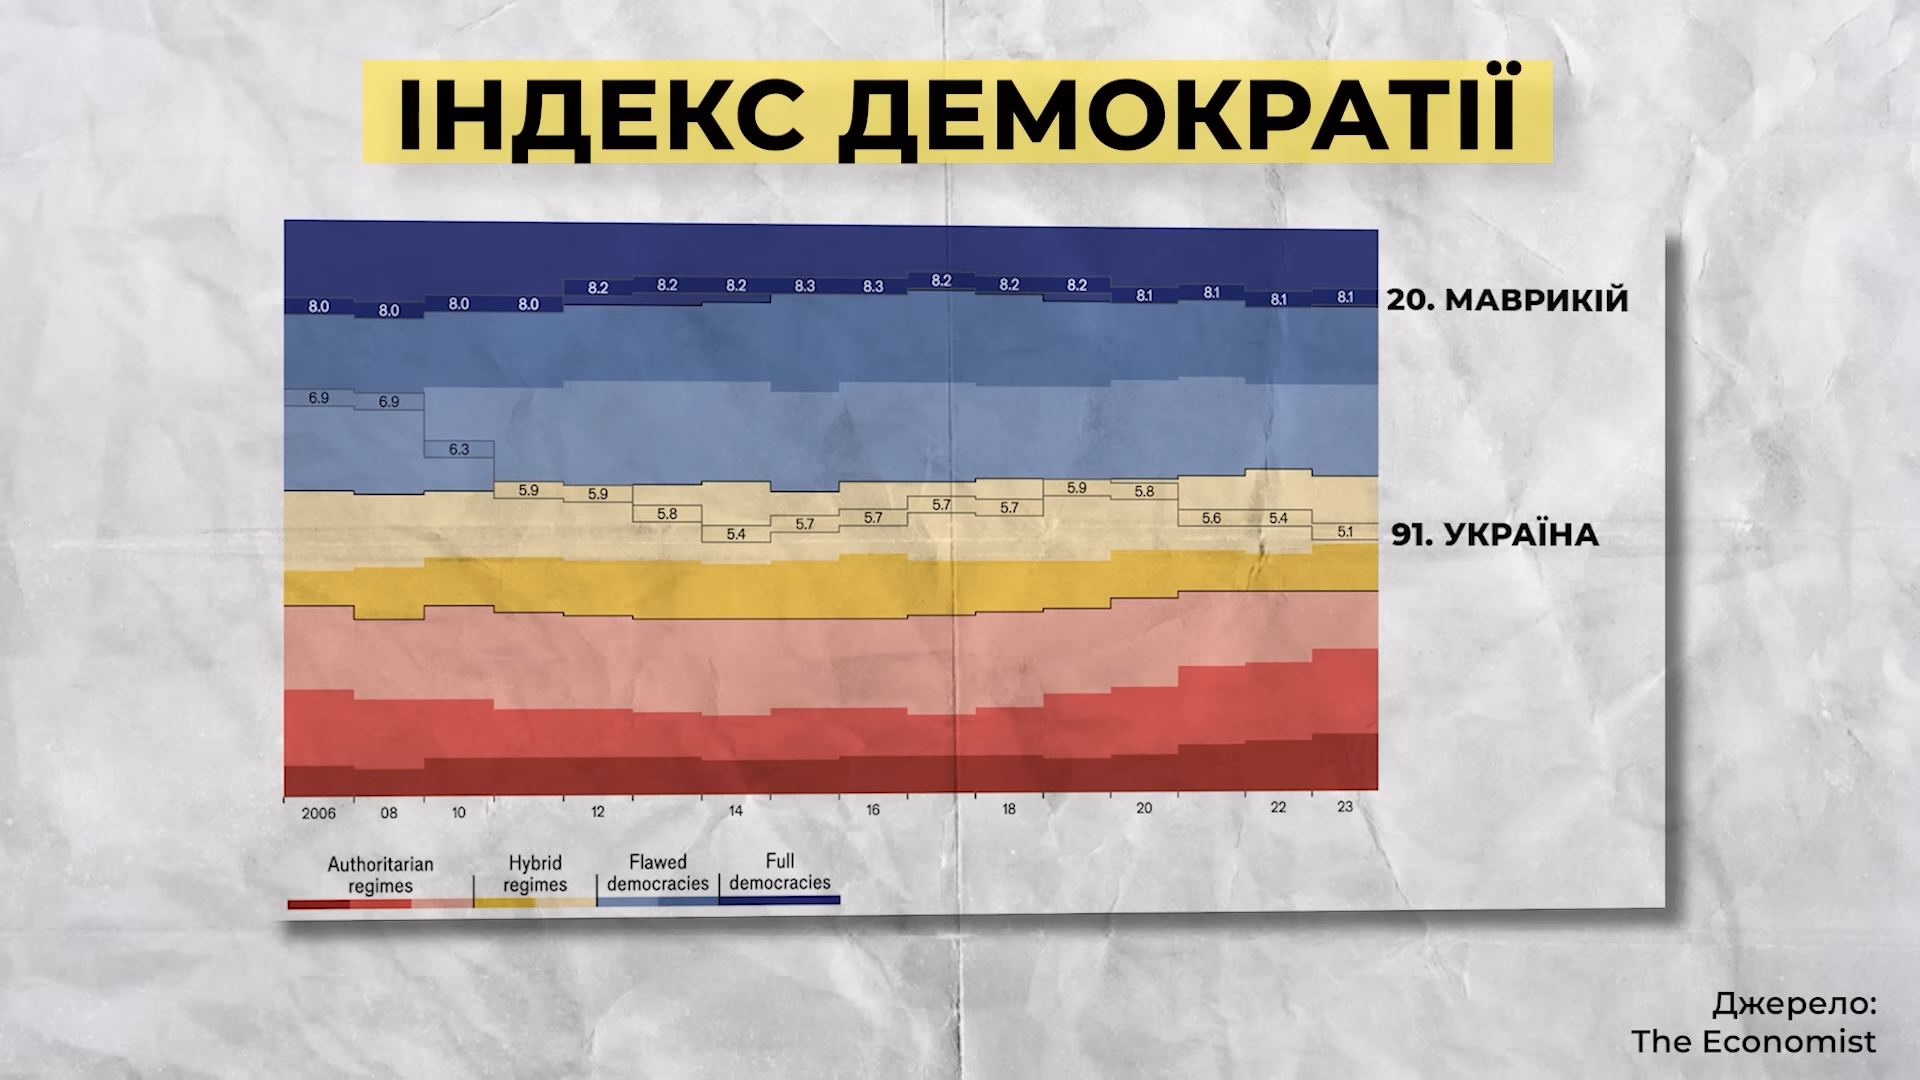 ІНДЕКС ДЕМОКРАТІЇ
8.0 8.0 8.0 8.0 8.2 8.2 8.2 8.3 8.3 8.2 8.2 8.2 8.1 8.1 8.1 8.1
20. МАВРИКІЙ
6.9 6.9 6.3 5.9 5.9 5.8 5.4 5.7 5.7 5.7 5.7 5.9 5.8 5.6 5.4 5.1
91. УКРАЇНА
2006 08 10 12 14 16 18 20 22 23
Authoritarian regimes
Hybrid regimes
Flawed democracies
Full democracies
Джерело:
The Economist